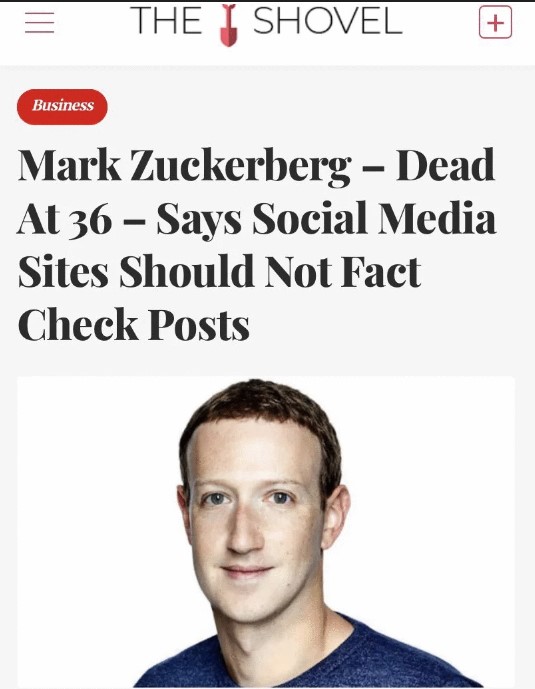 THE SHOVEL
Business
Mark Zuckerberg – Dead
At 36 – Says Social Media
Sites Should Not Fact
Check Posts